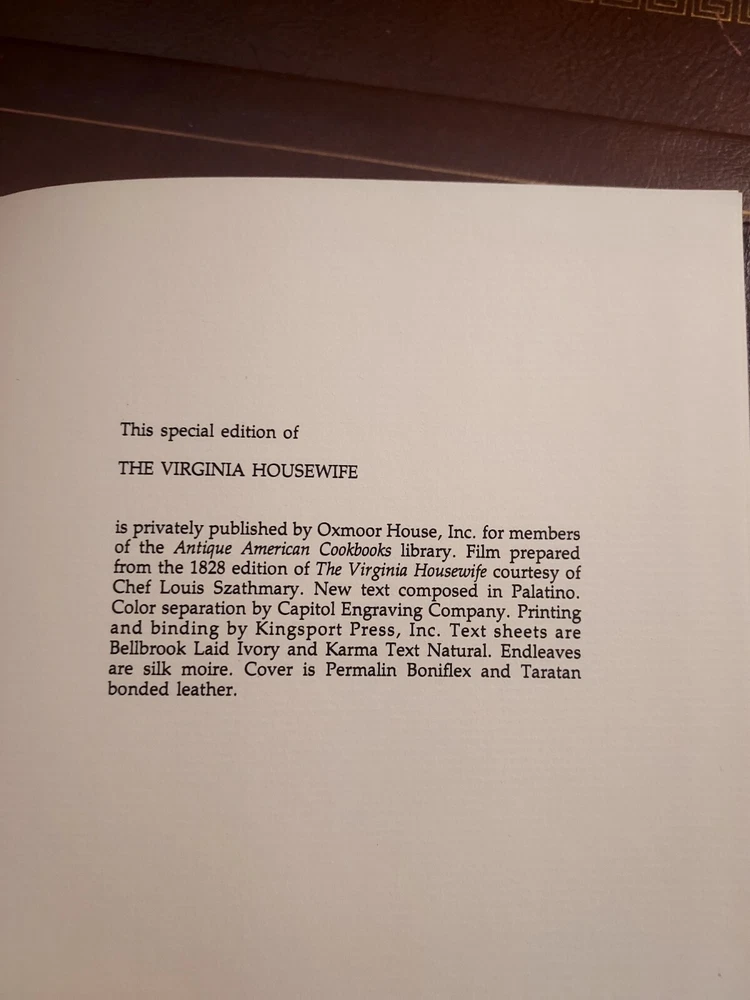 This special edition of
THE VIRGINIA HOUSEWIFE
is privately published by Oxmoor House, Inc. for members
of the Antique American Cookbooks library. Film prepared
from the 1828 edition of The Virginia Housewife courtesy of
Chef Louis Szathmary. New text composed in Palatino.
Color separation by Capitol Engraving Company. Printing
and binding by Kingsport Press, Inc. Text sheets are
Bellbrook Laid Ivory and Karma Text Natural. Endleaves
are silk moire. Cover is Permalin Boniflex and Taratan
bonded leather.